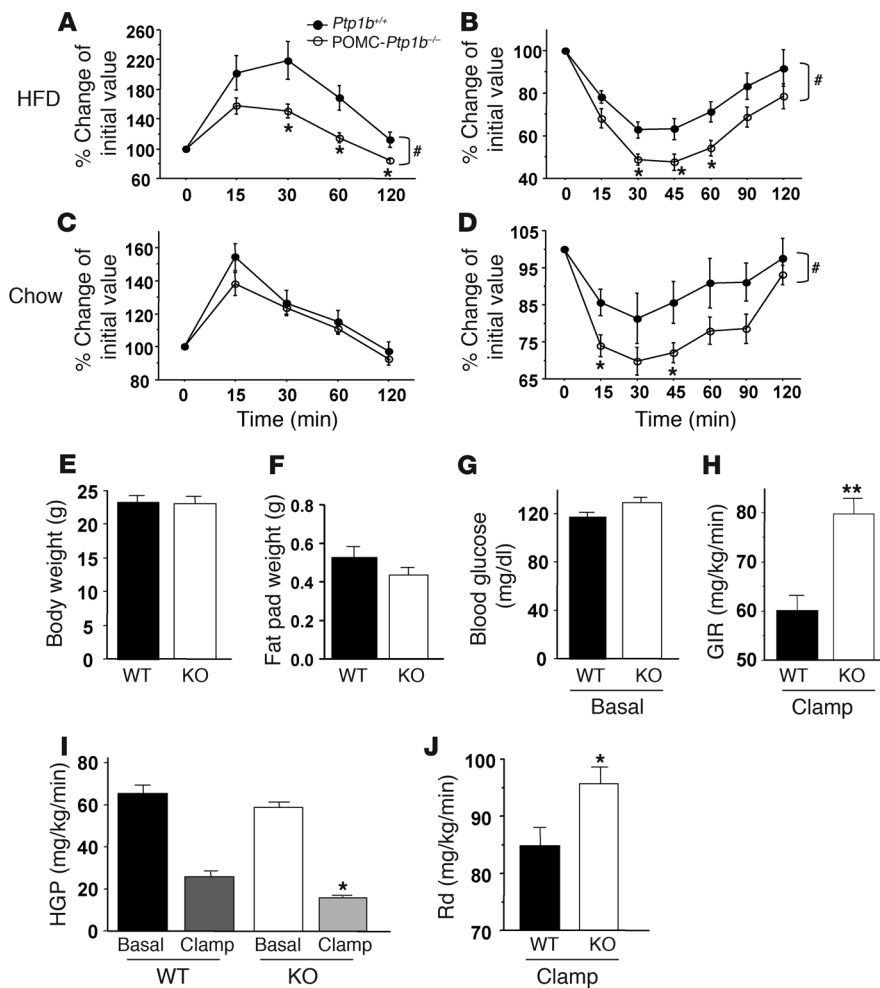 A
Ptp1b+/+
POMC-Ptp1b−/−
HFD
% Change of
initial value
260
220
180
140
100
60
*
*
*
#
0 15 30 60 120
B
% Change of
initial value
100
80
60
40
*
*
*
#
0 15 30 45 60 90 120
C
Chow
% Change of
initial value
160
140
120
100
80
0 15 30 60 120
Time (min)
D
% Change of
initial value
105
95
85
75
65
*
*
#
0 15 30 45 60 90 120
Time (min)
E
Body weight (g)
25
20
15
10
5
0
WT KO
F
Fat pad weight (g)
0.8
0.6
0.4
0.2
0.0
WT KO
G
Blood glucose
(mg/dl)
120
80
40
0
WT KO
Basal
H
GIR (mg/kg/min)
80
70
60
50
**
WT KO
Clamp
I
HGP (mg/kg/min)
80
60
40
20
0
*
Basal Clamp Basal Clamp
WT KO
J
Rd (mg/kg/min)
100
90
80
70
*
WT KO
Clamp